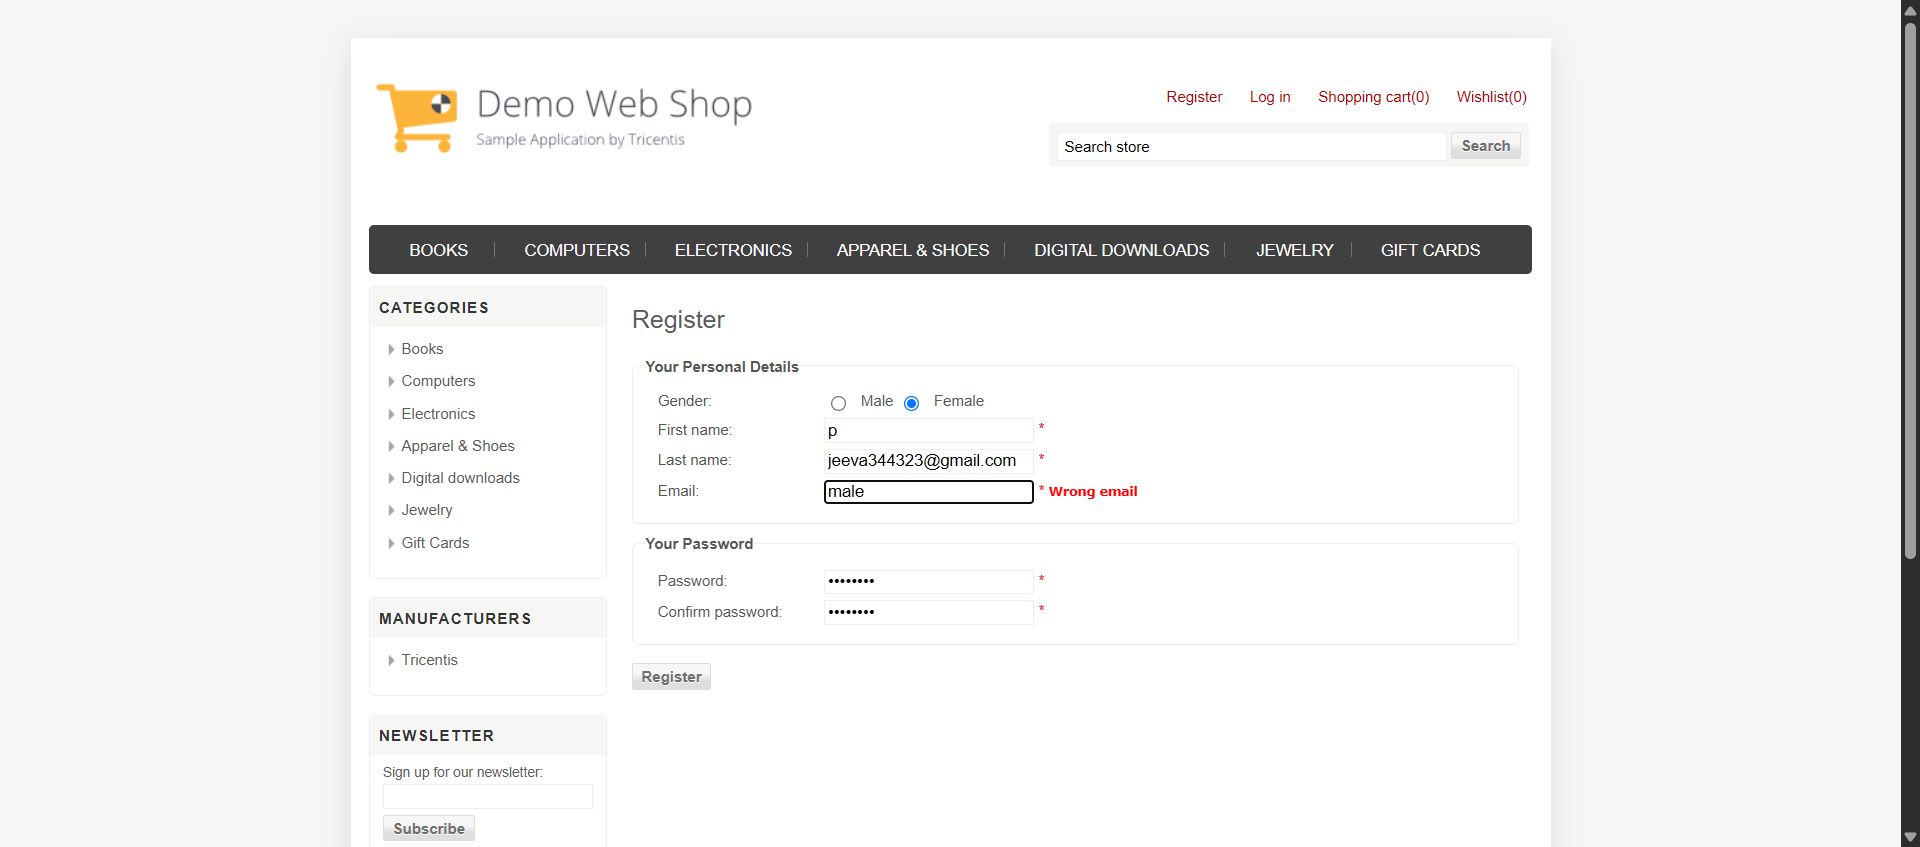 Demo Web Shop
Sample Application by Tricentis
Register Log in Shopping cart(0) Wishlist(0)
Search store Search
BOOKS COMPUTERS ELECTRONICS APPAREL & SHOES DIGITAL DOWNLOADS JEWELRY GIFT CARDS
CATEGORIES
Books
Computers
Electronics
Apparel & Shoes
Digital downloads
Jewelry
Gift Cards
MANUFACTURERS
Tricentis
NEWSLETTER
Sign up for our newsletter:
Subscribe
Register
Your Personal Details
Gender: Male Female
First name: p *
Last name: jeeva344323@gmail.com *
Email: male * Wrong email
Your Password
Password: •••••••• *
Confirm password: •••••••• *
Register